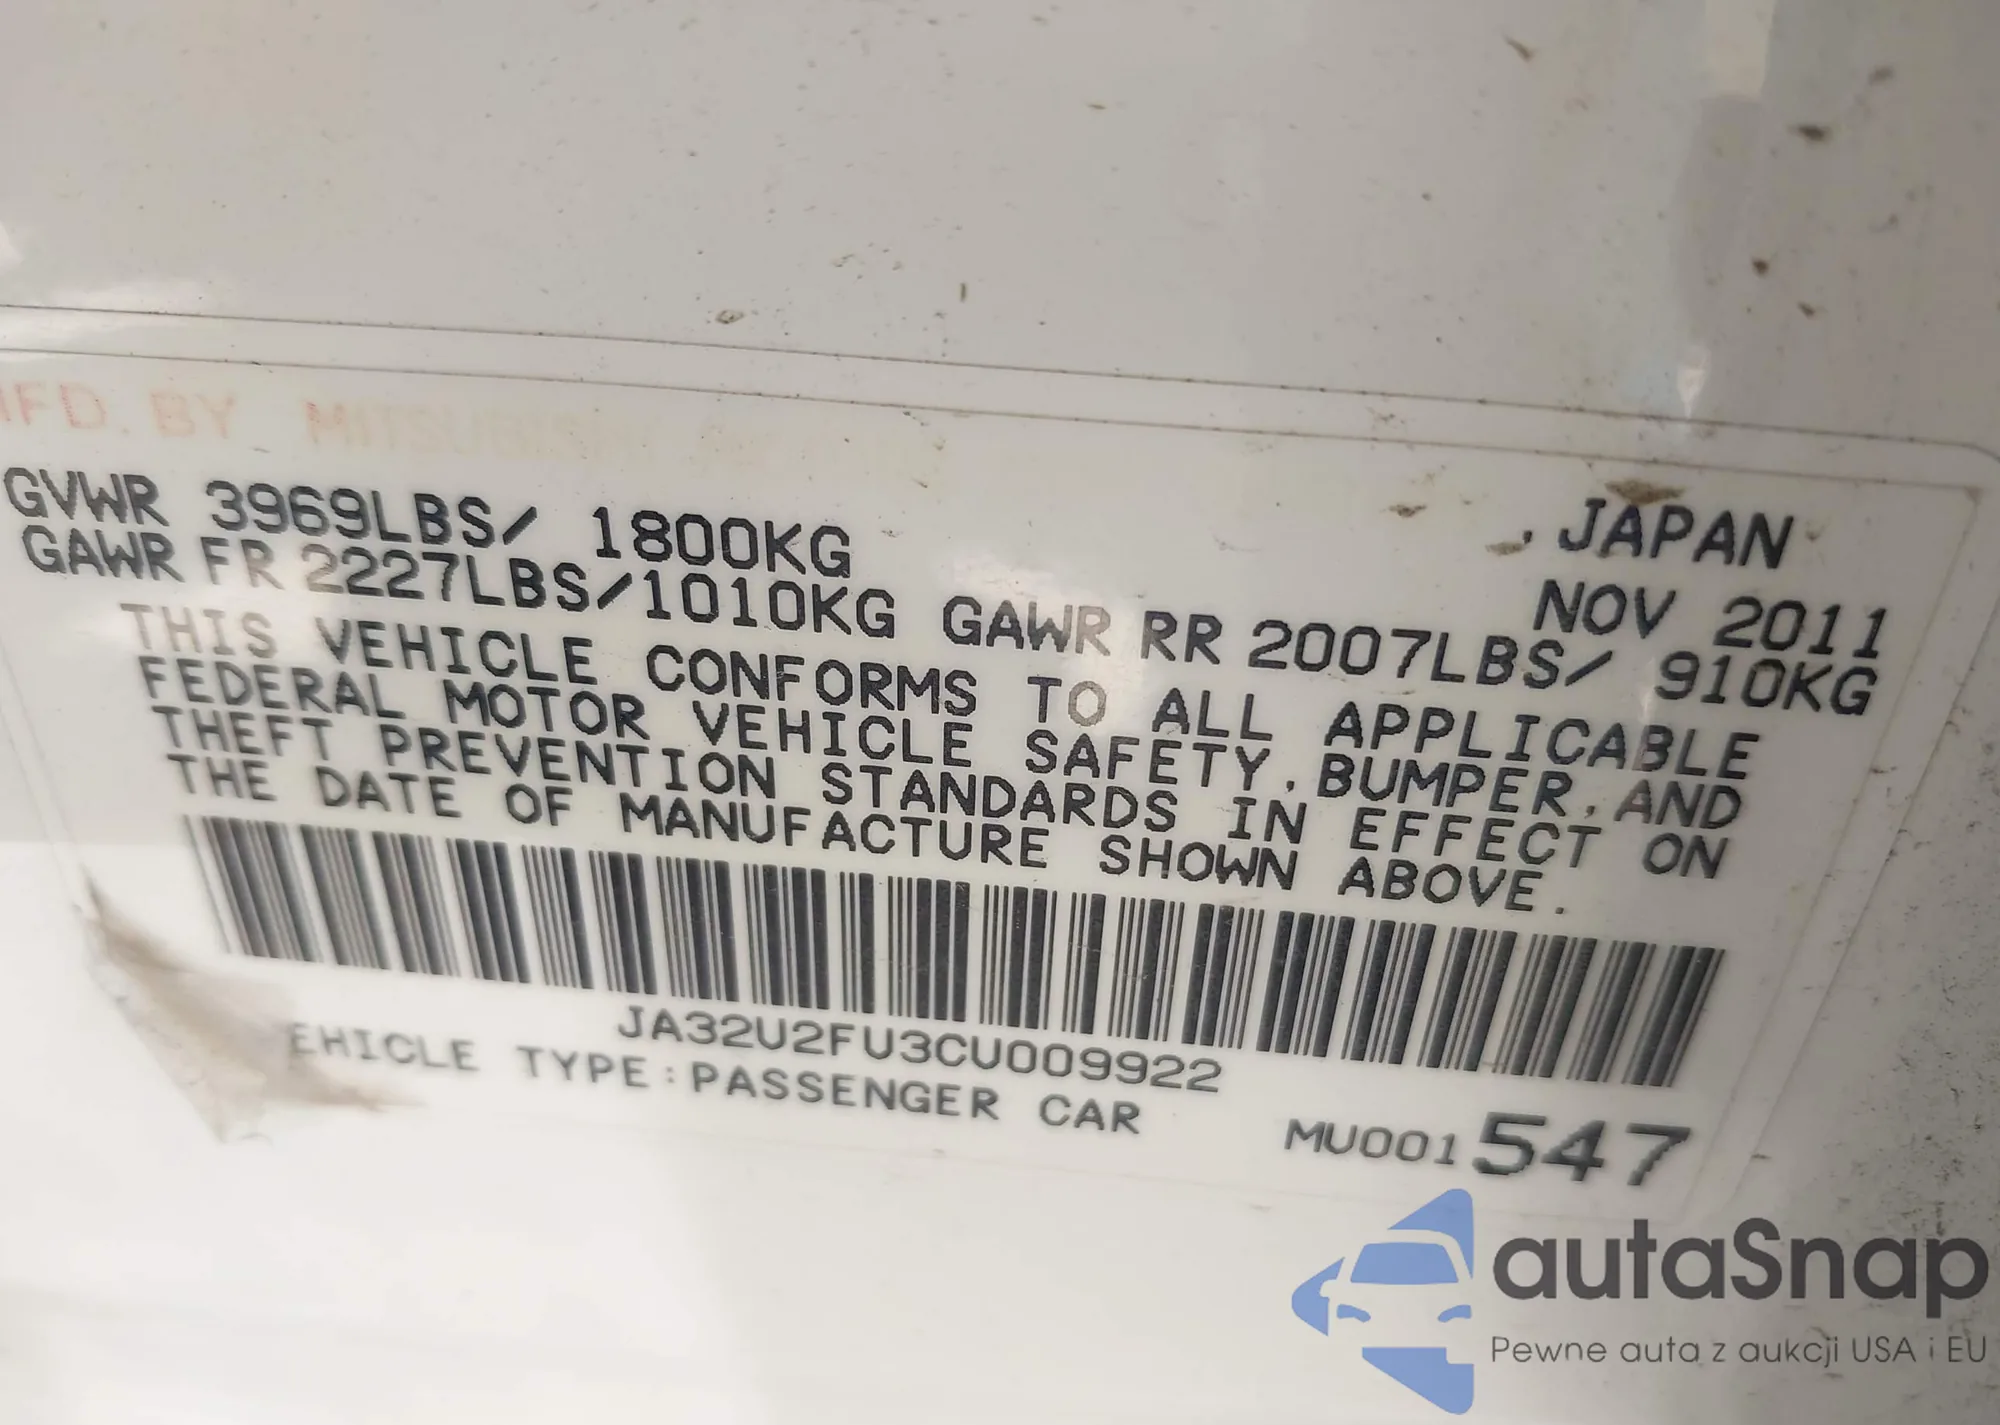 MFD. BY MITSUBISHI
GVWR 3969LBS/ 1800KG
. JAPAN
GAWR FR 2227LBS/1010KG GAWR RR 2007LBS/ 910KG
NOV 2011
THIS VEHICLE CONFORMS TO ALL APPLICABLE
FEDERAL MOTOR VEHICLE SAFETY, BUMPER, AND
THEFT PREVENTION STANDARDS IN EFFECT ON
THE DATE OF MANUFACTURE SHOWN ABOVE.
JA32U2FU3CU009922
EHICLE TYPE:PASSENGER CAR
MU001547
autaSnap
Pewne auta z aukcji USA i EU